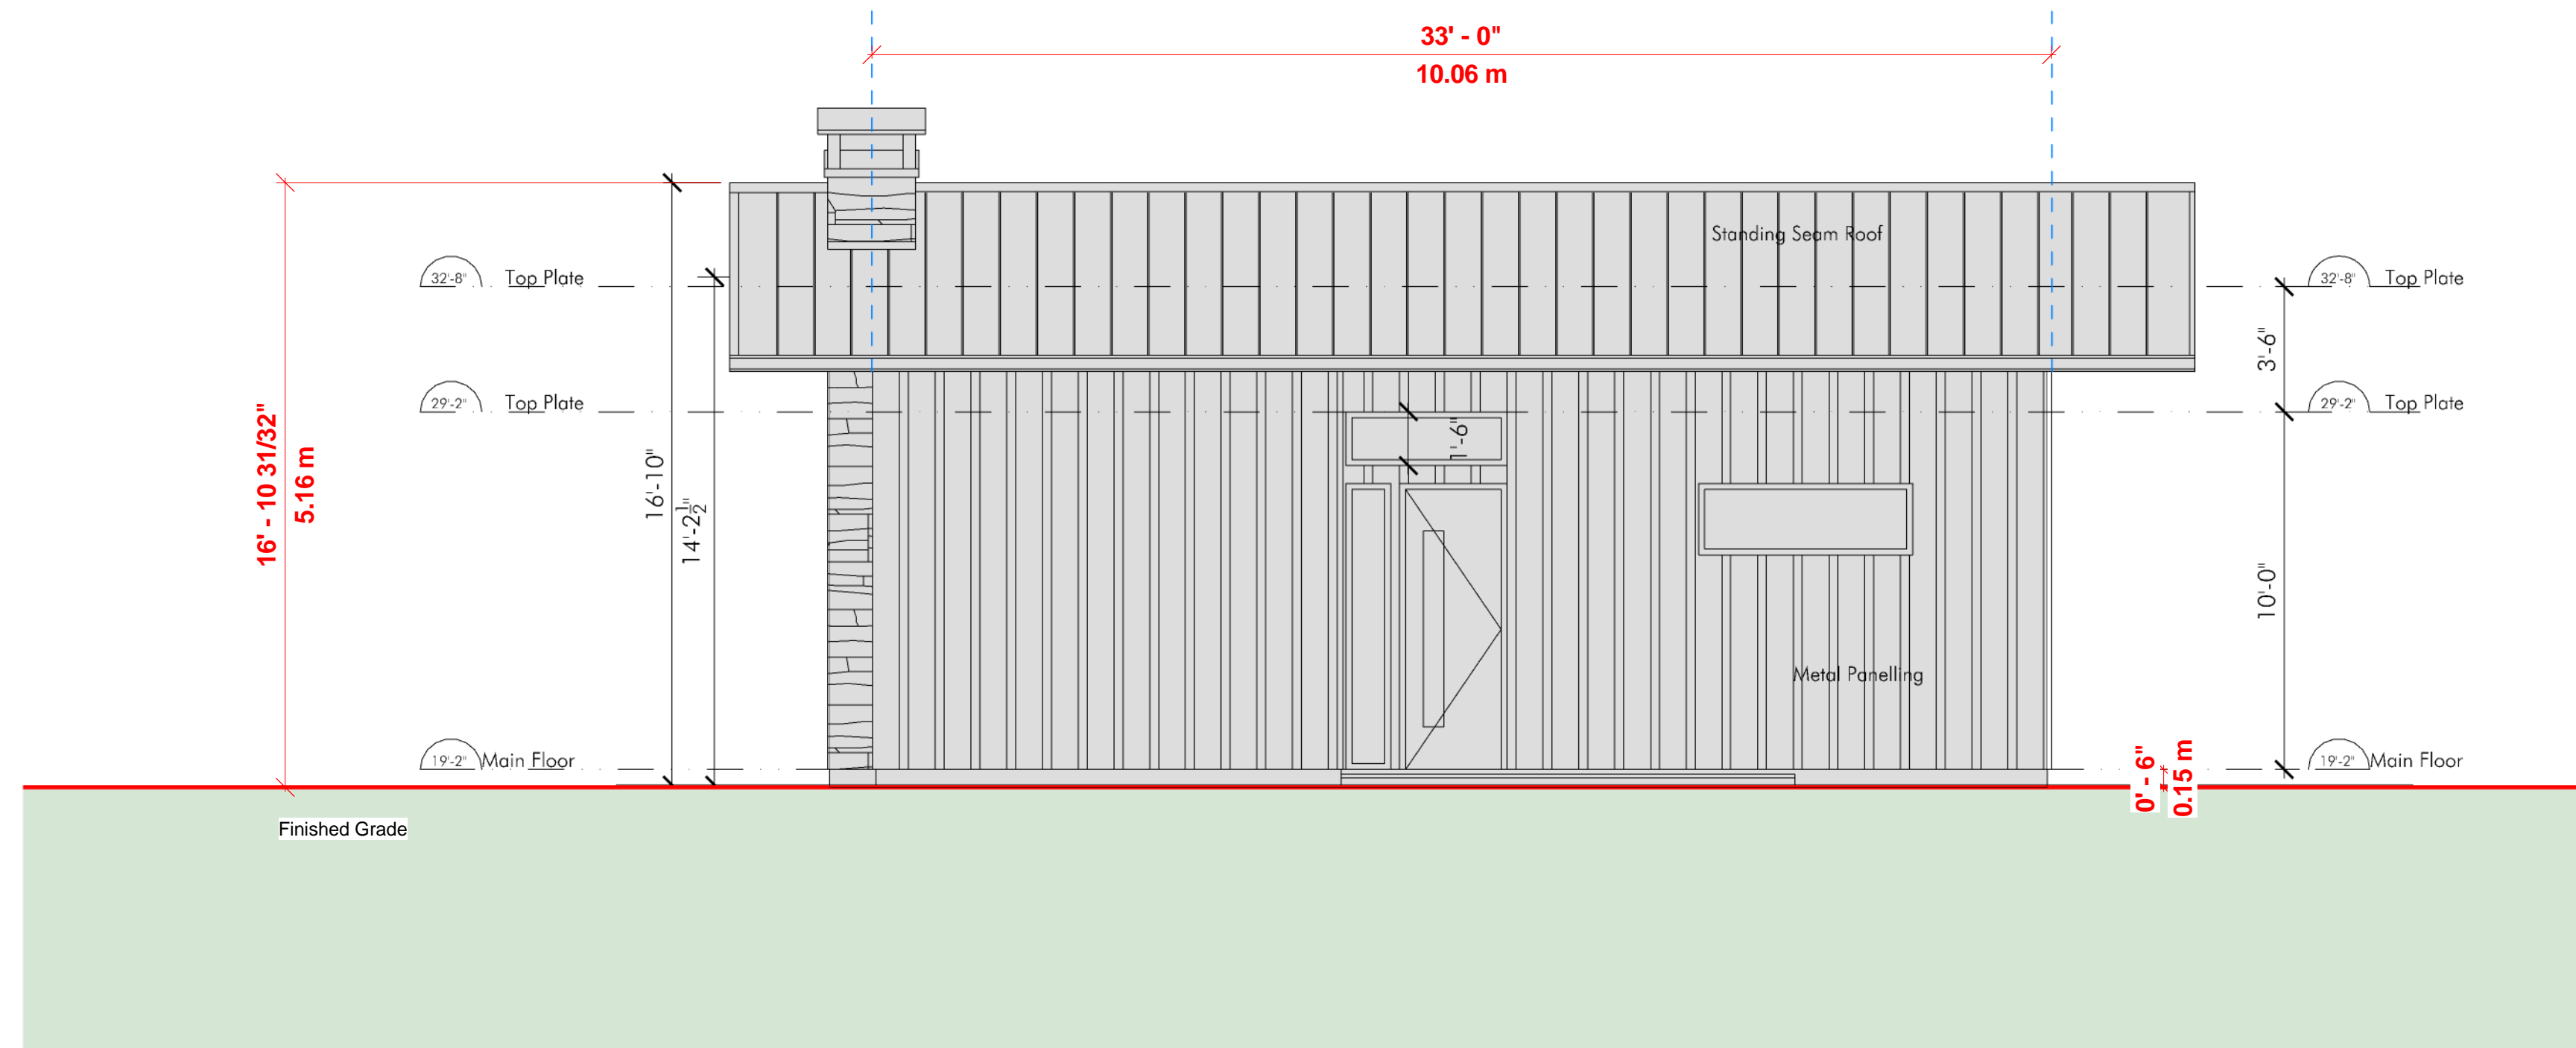 33' - 0"
10.06 m
Standing Seam Roof
32'-8" Top Plate
32'-8" Top Plate
3'-6"
29'-2" Top Plate
29'-2" Top Plate
1'-6"
16' - 10 31/32"
5.16 m
16'-10"
14'-2 1/2"
10'-0"
Metal Panelling
19'-2" Main Floor
19'-2" Main Floor
0' - 6"
0.15 m
Finished Grade